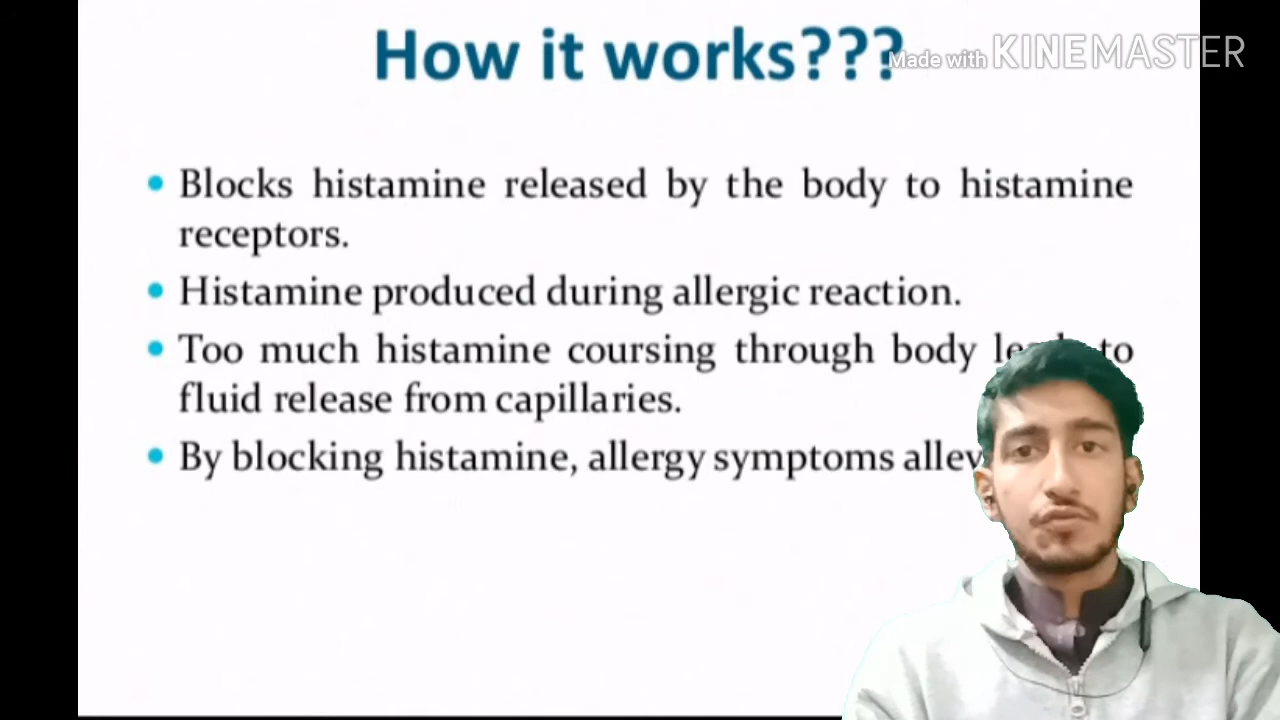 How it works???
Made with KINEMASTER
Blocks histamine released by the body to histamine
receptors.
Histamine produced during allergic reaction.
Too much histamine coursing through body to
fluid release from capillaries.
By blocking histamine, allergy symptoms